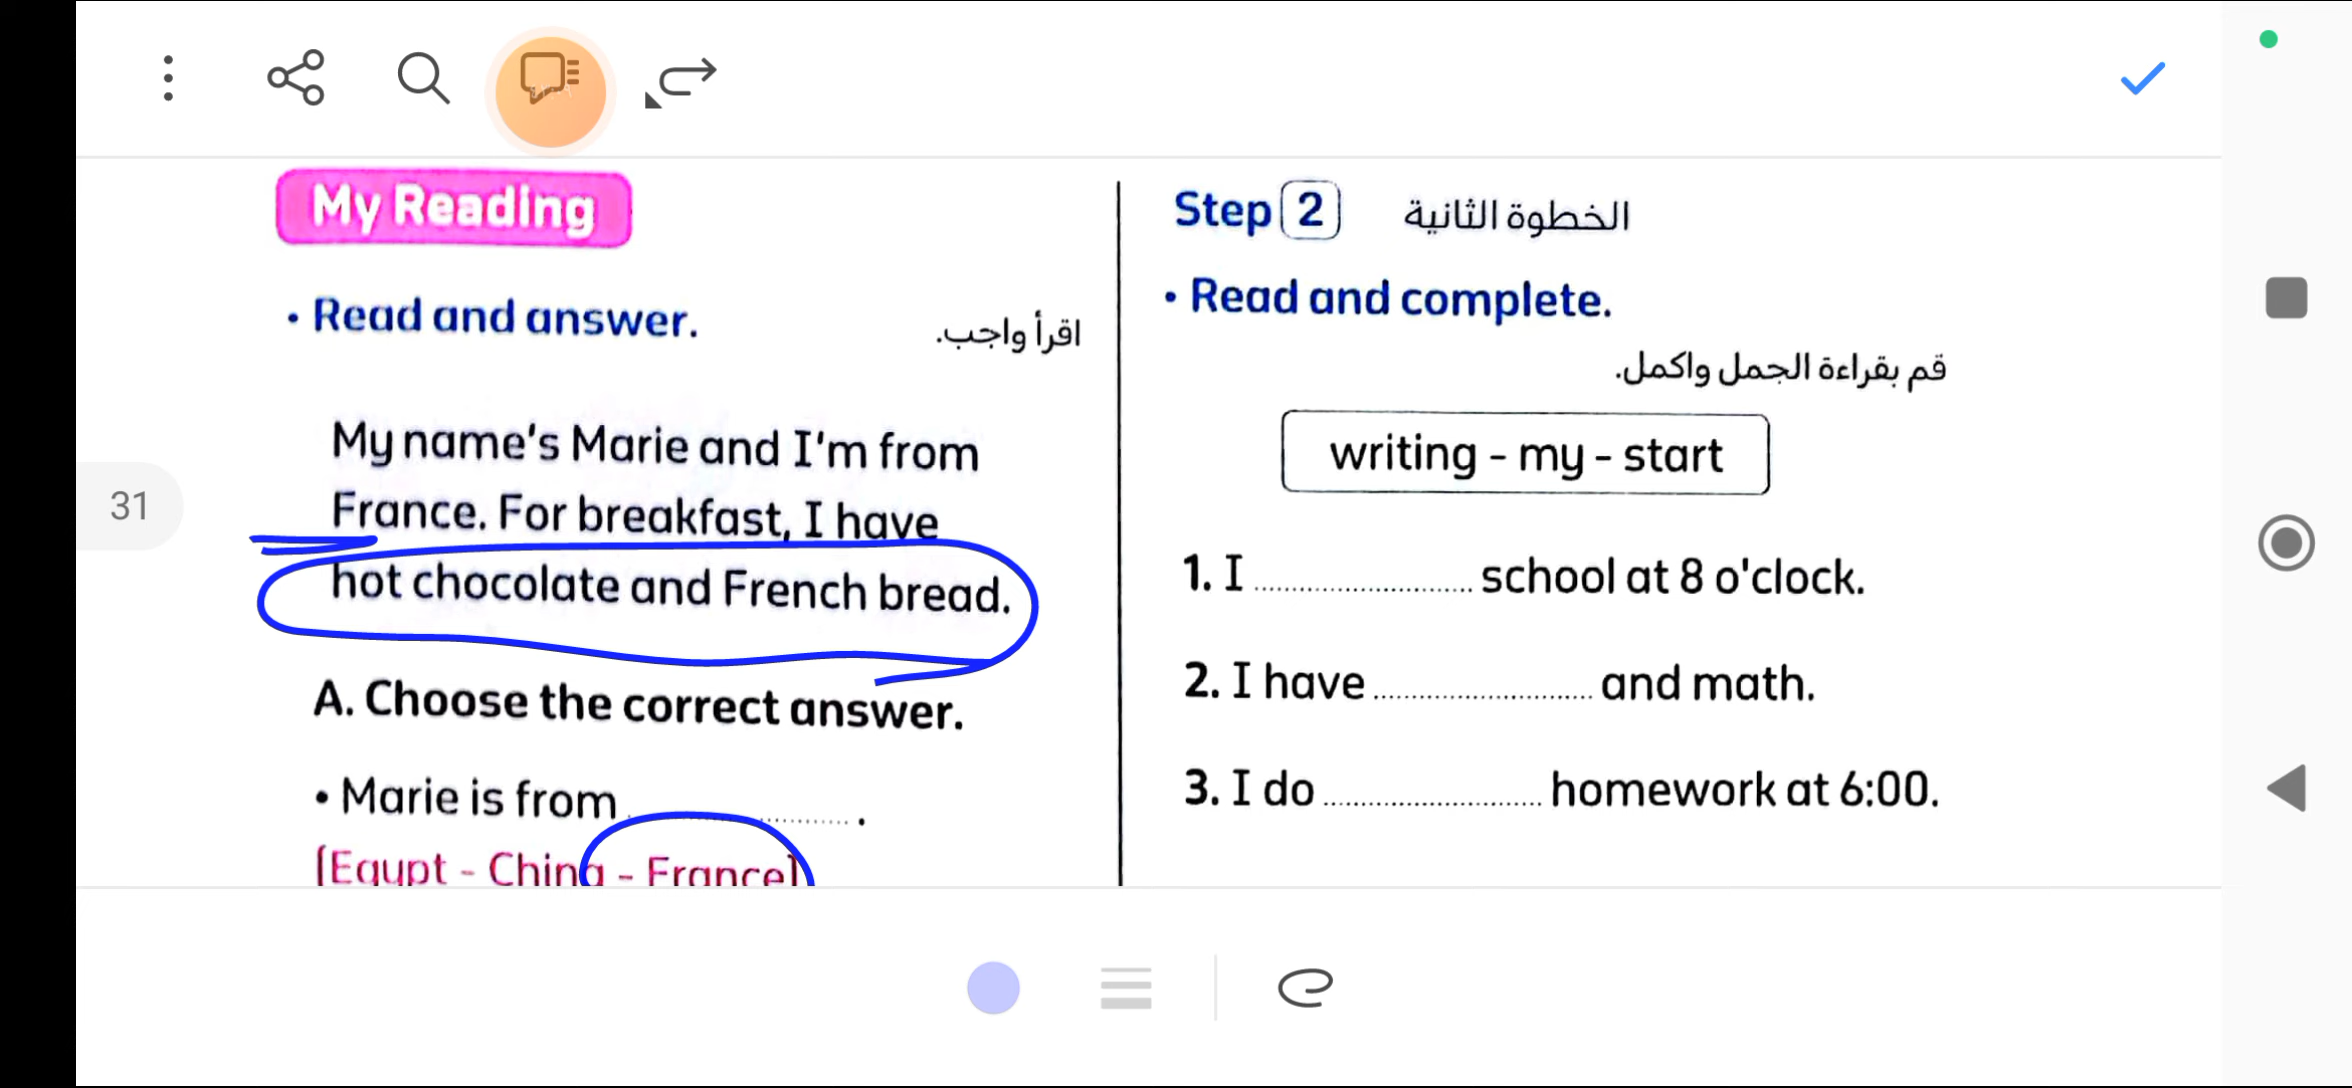 My Reading
• Read and answer.
اقرأ واجب.
My name's Marie and I'm from
France. For breakfast, I have
hot chocolate and French bread.
A. Choose the correct answer.
• Marie is from .................... .
[Egypt - China - France]
Step 2 الخطوة الثانية
• Read and complete.
قم بقراءة الجمل واكمل.
writing - my - start
1. I .................... school at 8 o'clock.
2. I have .................... and math.
3. I do .................... homework at 6:00.
31